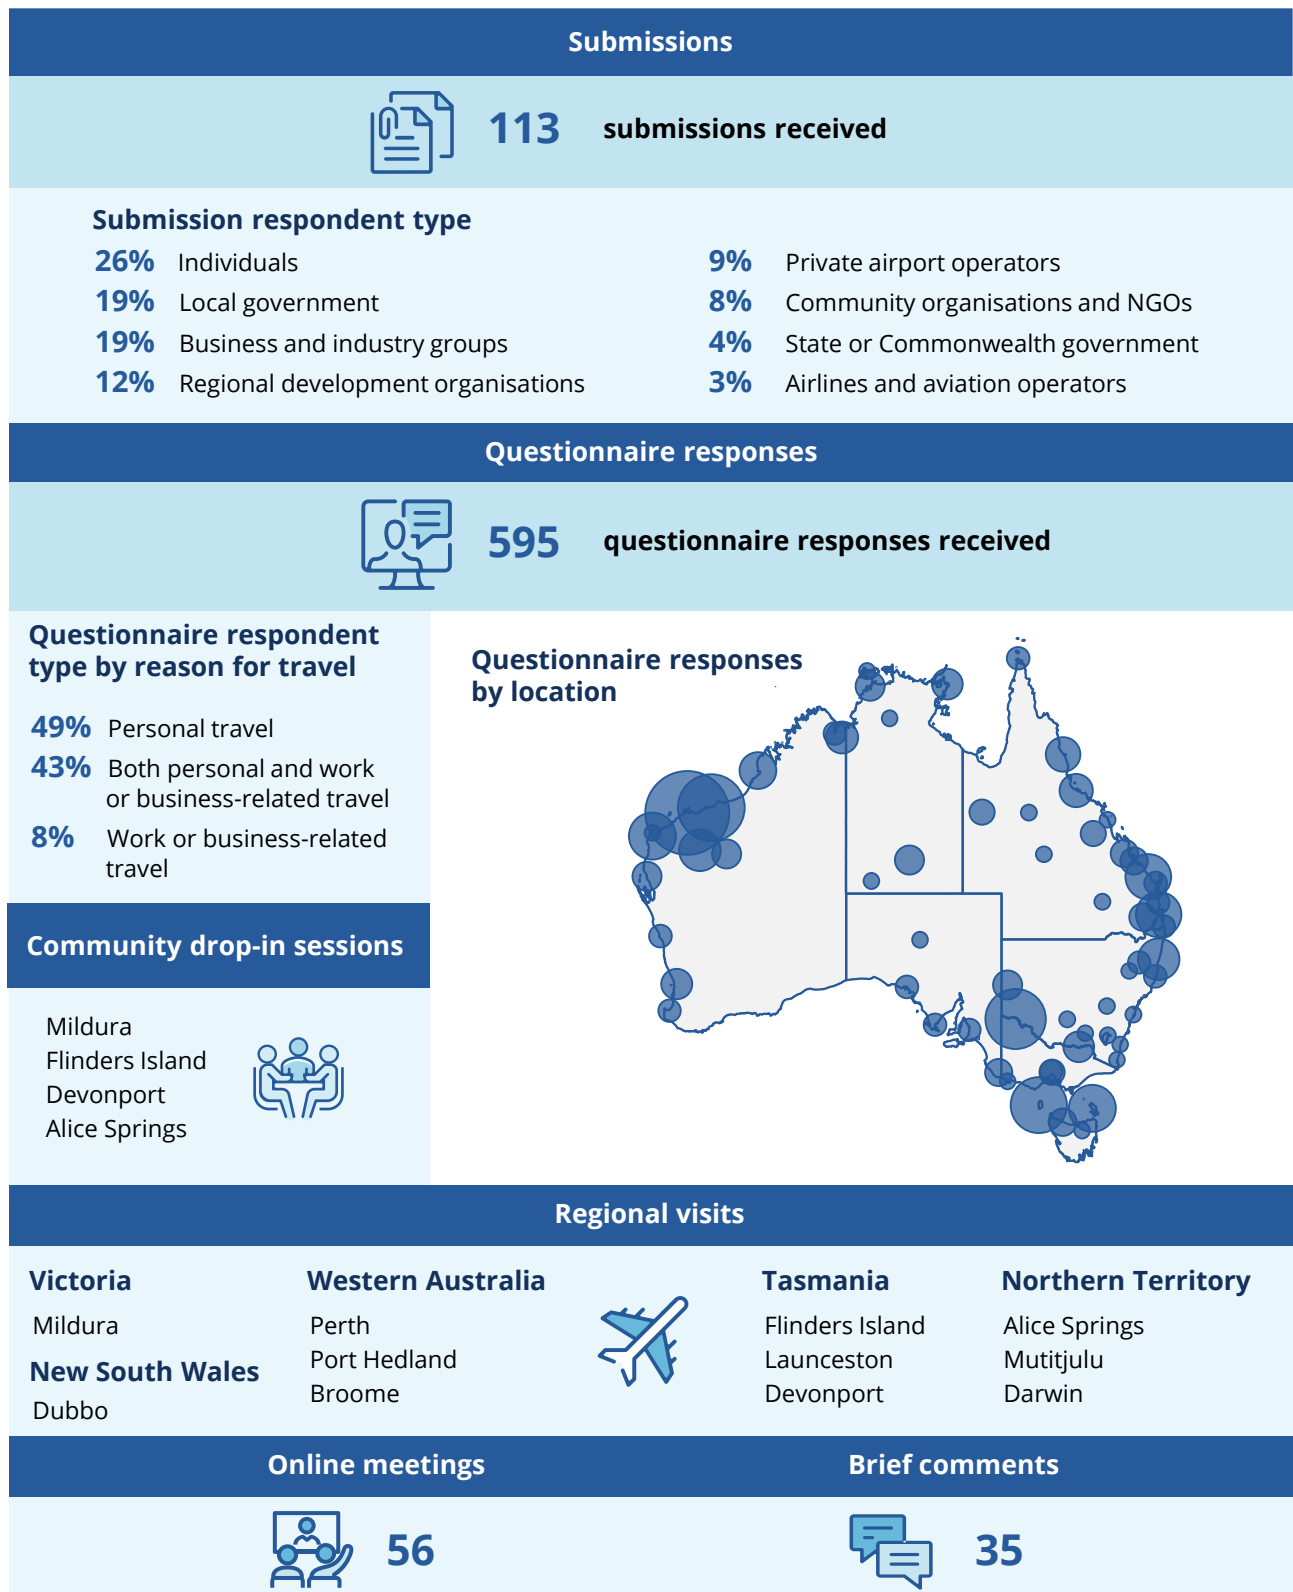 Submissions
113 submissions received
Submission respondent type
26% Individuals
19% Local government
19% Business and industry groups
12% Regional development organisations
9% Private airport operators
8% Community organisations and NGOs
4% State or Commonwealth government
3% Airlines and aviation operators
Questionnaire responses
595 questionnaire responses received
Questionnaire respondent
type by reason for travel
49% Personal travel
43% Both personal and work
or business-related travel
8% Work or business-related
travel
Questionnaire responses
by location
Community drop-in sessions
Mildura
Flinders Island
Devonport
Alice Springs
Regional visits
Victoria
Mildura
New South Wales
Dubbo
Western Australia
Perth
Port Hedland
Broome
Tasmania
Flinders Island
Launceston
Devonport
Northern Territory
Alice Springs
Mutitjulu
Darwin
Online meetings
56
Brief comments
35